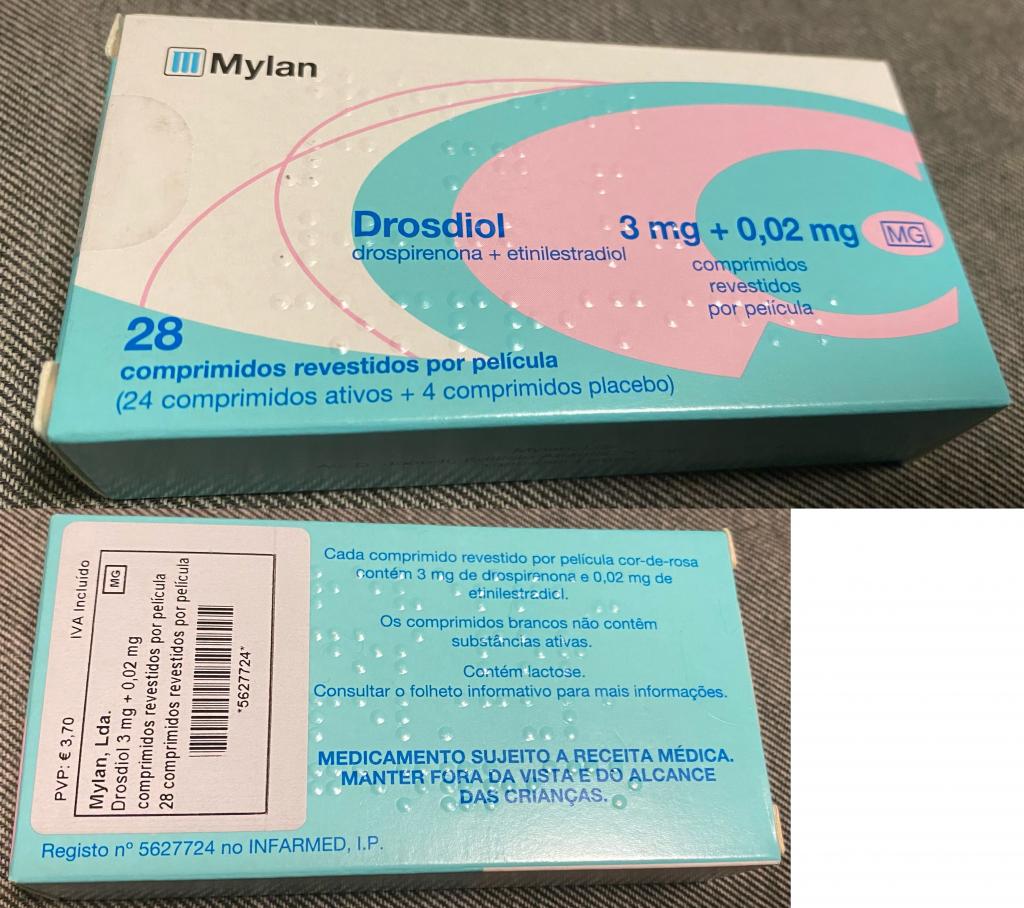 Mylan
Drosdiol 3 mg + 0,02 mg MG
drospirenona + etinilestradiol
comprimidos
revestidos
por película
28
comprimidos revestidos por película
(24 comprimidos ativos + 4 comprimidos placebo)
PVP: € 3,70 IVA Incluído
Mylan, Lda. MG
Drosdiol 3 mg + 0,02 mg
comprimidos revestidos por película
28 comprimidos revestidos por película
*5627724*
Cada comprimido revestido por película cor-de-rosa
contém 3 mg de drospirenona e 0,02 mg de
etinilestradiol.
Os comprimidos brancos não contêm
substâncias ativas.
Contém lactose.
Consultar o folheto informativo para mais informações.
MEDICAMENTO SUJEITO A RECEITA MÉDICA.
MANTER FORA DA VISTA E DO ALCANCE
DAS CRIANÇAS.
Registo nº 5627724 no INFARMED, I.P.